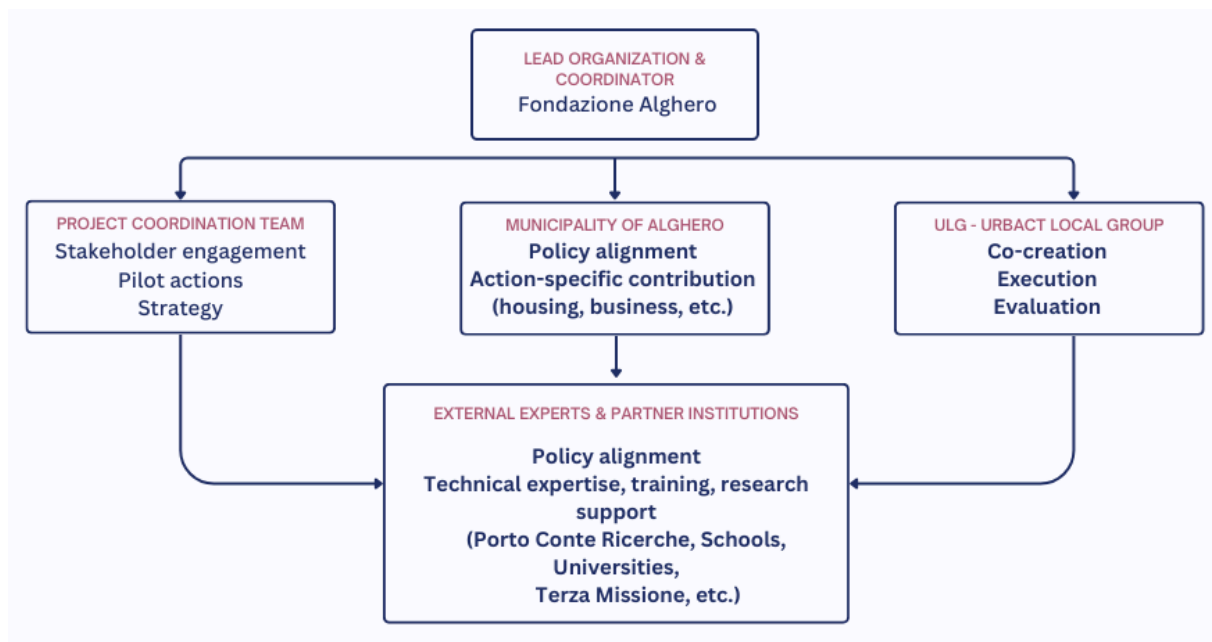 LEAD ORGANIZATION &
COORDINATOR
Fondazione Alghero
PROJECT COORDINATION TEAM
Stakeholder engagement
Pilot actions
Strategy
MUNICIPALITY OF ALGHERO
Policy alignment
Action-specific contribution
(housing, business, etc.)
ULG - URBACT LOCAL GROUP
Co-creation
Execution
Evaluation
EXTERNAL EXPERTS & PARTNER INSTITUTIONS
Policy alignment
Technical expertise, training, research
support
(Porto Conte Ricerche, Schools,
Universities,
Terza Missione, etc.)